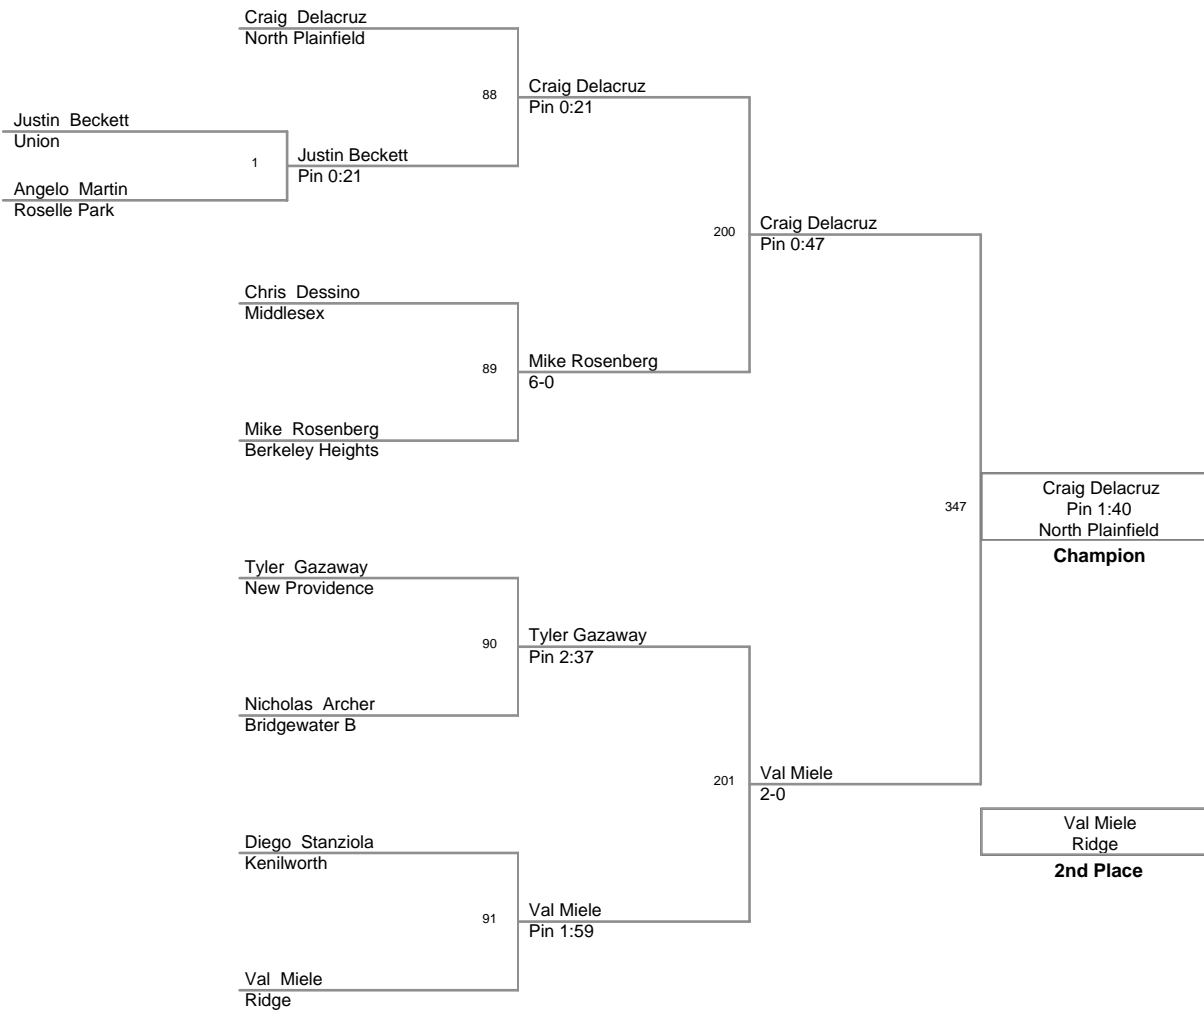 Craig  Delacruz
North Plainfield
88
Craig Delacruz
Pin 0:21
Justin  Beckett
Union
1
Justin Beckett
Pin 0:21
Angelo  Martin
Roselle Park
200
Craig Delacruz
Pin 0:47
Chris  Dessino
Middlesex
89
Mike Rosenberg
6-0
Mike  Rosenberg
Berkeley Heights
347
Craig Delacruz
Pin 1:40
North Plainfield
Champion
Tyler  Gazaway
New Providence
90
Tyler Gazaway
Pin 2:37
Nicholas  Archer
Bridgewater B
201
Val Miele
2-0
Val Miele
Ridge
2nd Place
Diego  Stanziola
Kenilworth
91
Val Miele
Pin 1:59
Val  Miele
Ridge